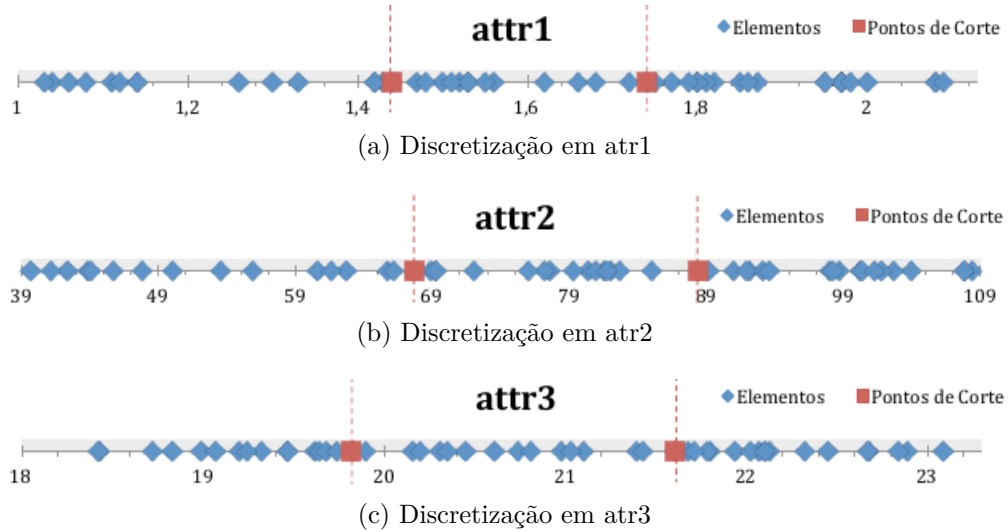 attr1
Elementos Pontos de Corte
1 1,2 1,4 1,6 1,8 2
(a) Discretização em atr1
attr2
Elementos Pontos de Corte
39 49 59 69 79 89 99 109
(b) Discretização em atr2
attr3
Elementos Pontos de Corte
18 19 20 21 22 23
(c) Discretização em atr3